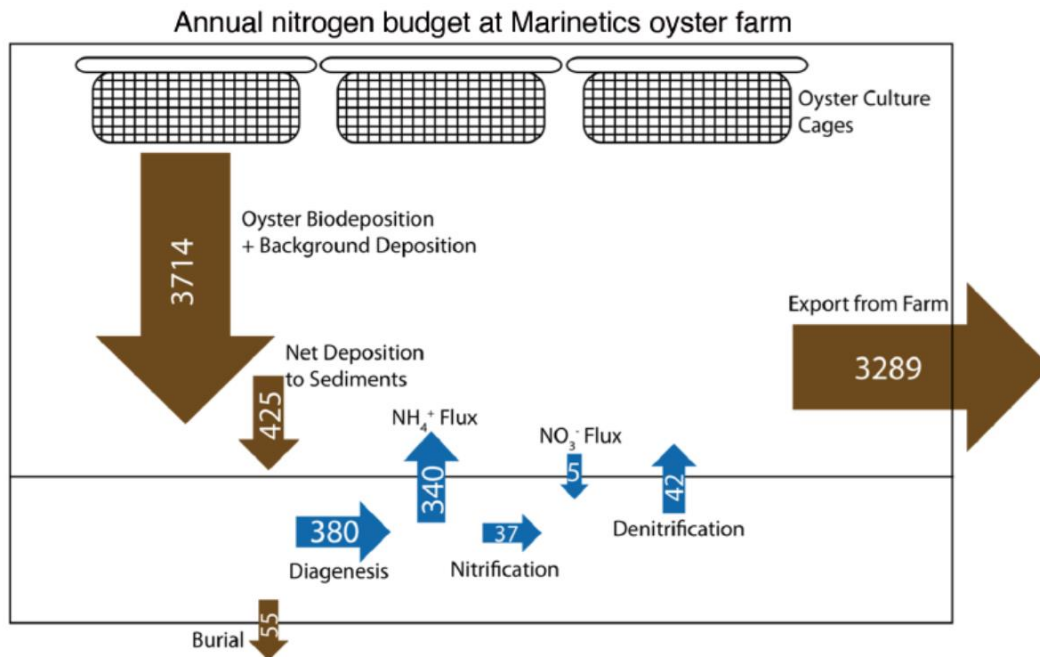 Annual nitrogen budget at Marinetics oyster farm
Oyster Culture
Cages
Oyster Biodeposition
+ Background Deposition
3714
Export from Farm
3289
Net Deposition
to Sediments
425
NH₄⁺ Flux
340
NO₃⁻ Flux
5
42
Denitrification
380
Diagenesis
37
Nitrification
Burial
55